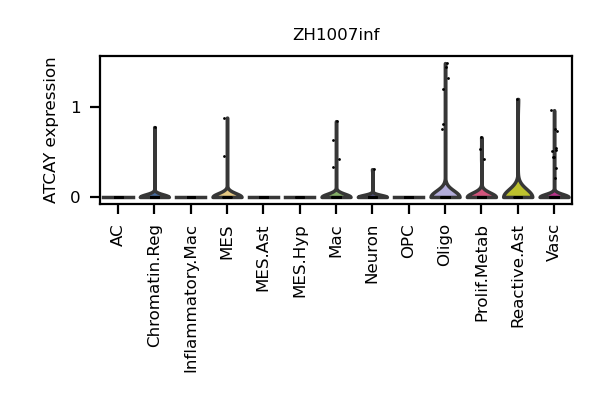 ZH1007inf
ATCAY expression
1
0
AC
Chromatin.Reg
Inflammatory.Mac
MES
MES.Ast
MES.Hyp
Mac
Neuron
OPC
Oligo
Prolif.Metab
Reactive.Ast
Vasc